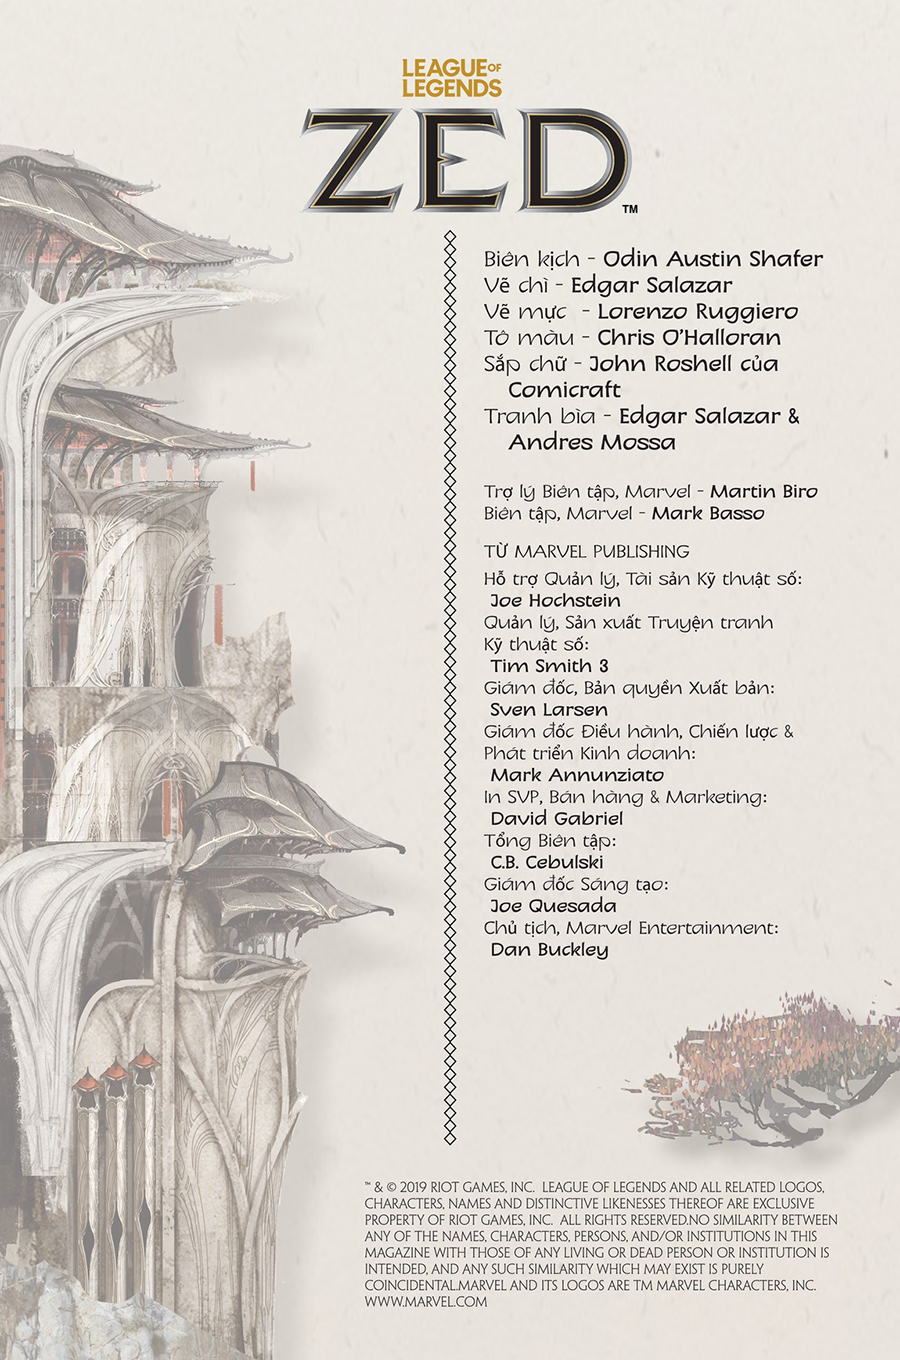 LEAGUE OF
LEGENDS
ZED™
Biên kịch - Odin Austin Shafer
Vẽ chì - Edgar Salazar
Vẽ mực - Lorenzo Ruggiero
Tô màu - Chris O'Halloran
Sắp chữ - John Roshell của
Comicraft
Tranh bìa - Edgar Salazar &
Andres Mossa
Trợ lý Biên tập, Marvel - Martin Biro
Biên tập, Marvel - Mark Basso
TỪ MARVEL PUBLISHING
Hỗ trợ Quản lý, Tài sản Kỹ thuật số:
Joe Hochstein
Quản lý, Sản xuất Truyện tranh
Kỹ thuật số:
Tim Smith 3
Giám đốc, Bản quyền Xuất bản:
Sven Larsen
Giám đốc Điều hành, Chiến lược &
Phát triển Kinh doanh:
Mark Annunziato
In SVP, Bán hàng & Marketing:
David Gabriel
Tổng Biên tập:
C.B. Cebulski
Giám đốc Sáng tạo:
Joe Quesada
Chủ tịch, Marvel Entertainment:
Dan Buckley
™ & © 2019 RIOT GAMES, INC. LEAGUE OF LEGENDS AND ALL RELATED LOGOS,
CHARACTERS, NAMES AND DISTINCTIVE LIKENESSES THEREOF ARE EXCLUSIVE
PROPERTY OF RIOT GAMES, INC. ALL RIGHTS RESERVED.NO SIMILARITY BETWEEN
ANY OF THE NAMES, CHARACTERS, PERSONS, AND/OR INSTITUTIONS IN THIS
MAGAZINE WITH THOSE OF ANY LIVING OR DEAD PERSON OR INSTITUTION IS
INTENDED, AND ANY SUCH SIMILARITY WHICH MAY EXIST IS PURELY
COINCIDENTAL.MARVEL AND ITS LOGOS ARE TM MARVEL CHARACTERS, INC.
WWW.MARVEL.COM